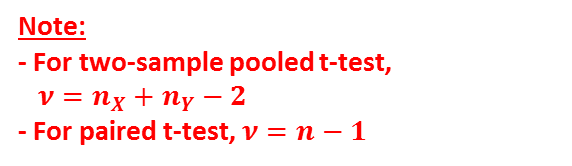 Note:
- For two-sample pooled t-test,
ν = n_X + n_Y − 2
- For paired t-test, ν = n − 1